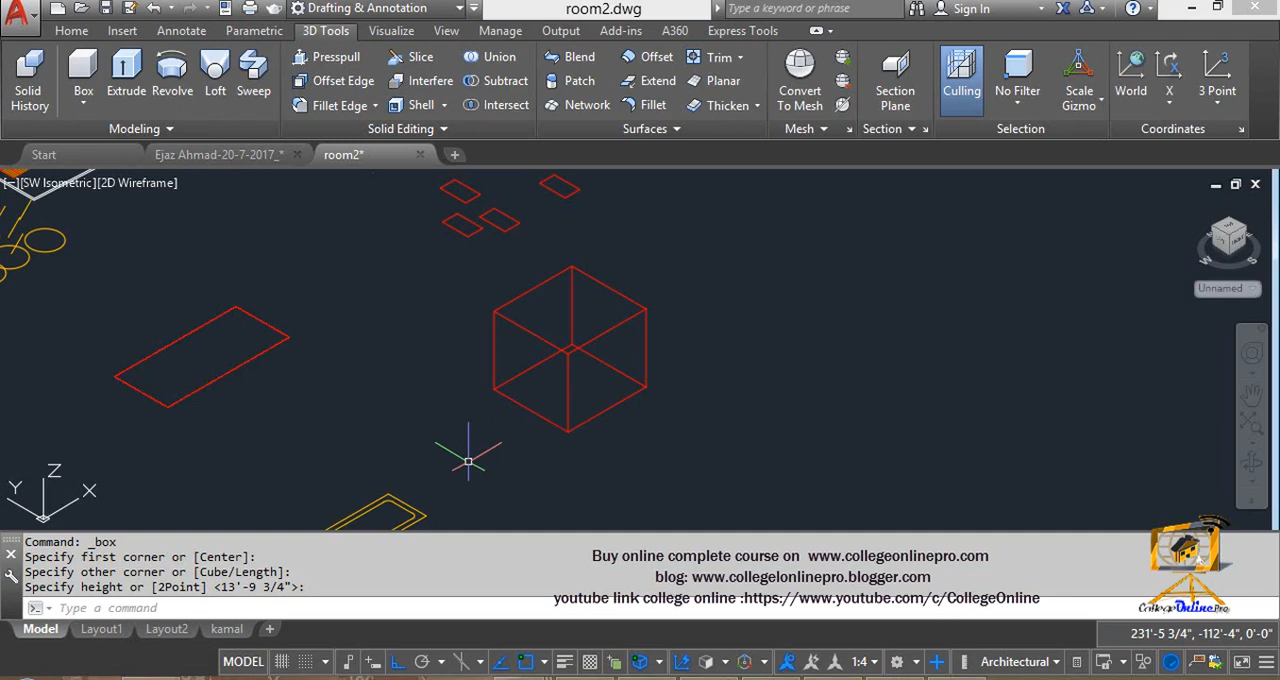 Drafting & Annotation
room2.dwg
Type a keyword or phrase
Sign In
Home Insert Annotate Parametric 3D Tools Visualize View Manage Output Add-ins A360 Express Tools
Solid History
Box
Extrude
Revolve
Loft
Sweep
Presspull
Offset Edge
Fillet Edge
Slice
Interfere
Shell
Union
Subtract
Intersect
Blend
Patch
Network
Offset
Extend
Fillet
Trim
Planar
Thicken
Convert To Mesh
Section Plane
Culling
No Filter
Scale Gizmo
World
X
3 Point
Modeling
Solid Editing
Surfaces
Mesh
Section
Selection
Coordinates
Start
Ejaz Ahmad-20-7-2017_*
room2*
[−][SW Isometric][2D Wireframe]
W
S
Unnamed
Z
Y
X
Command: _box
Specify first corner or [Center]:
Specify other corner or [Cube/Length]:
Specify height or [2Point] <13'-9 3/4">:
Type a command
Buy online complete course on www.collegeonlinepro.com
blog: www.collegelonlinepro.blogger.com
youtube link college online :https://www.youtube.com/c/CollegeOnline
CollegeOnlinePro
Model Layout1 Layout2 kamal
231'-5 3/4", -112'-4", 0'-0"
MODEL
1:4
Architectural